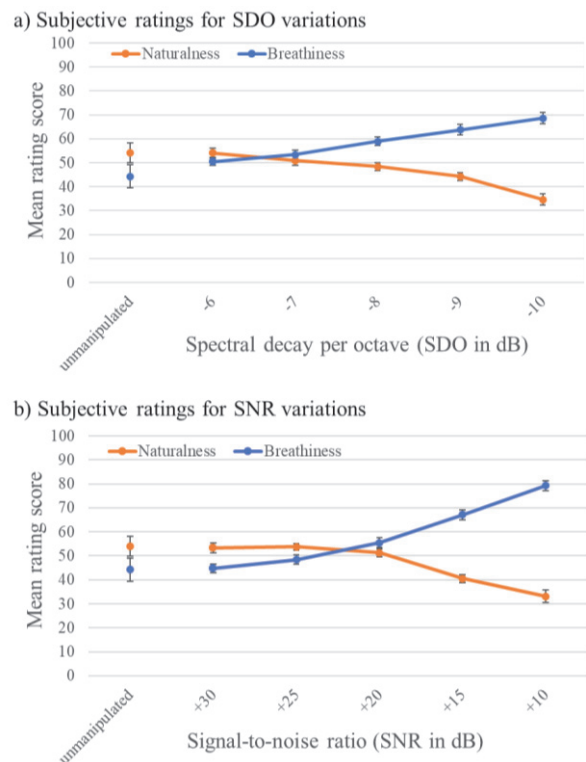 a) Subjective ratings for SDO variations
100
90
80
70
60
50
40
30
20
10
0
Naturalness
Breathiness
Mean rating score
unmanipulated
-6
-7
-8
-9
-10
Spectral decay per octave (SDO in dB)
b) Subjective ratings for SNR variations
100
90
80
70
60
50
40
30
20
10
0
Naturalness
Breathiness
Mean rating score
unmanipulated
+30
+25
+20
+15
+10
Signal-to-noise ratio (SNR in dB)